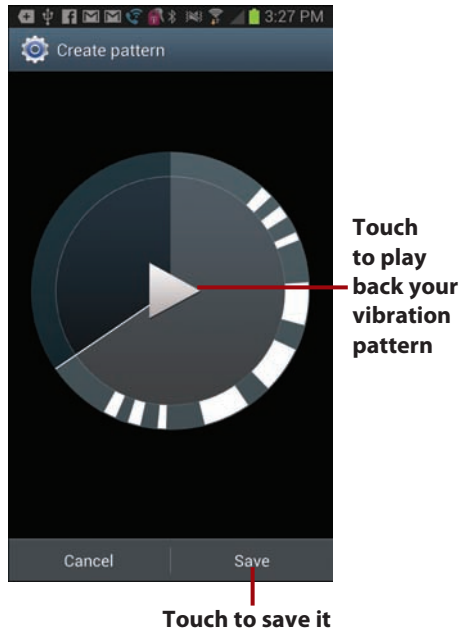 3:27 PM
Create pattern
Touch
to play
back your
vibration
pattern
Cancel
Save
Touch to save it